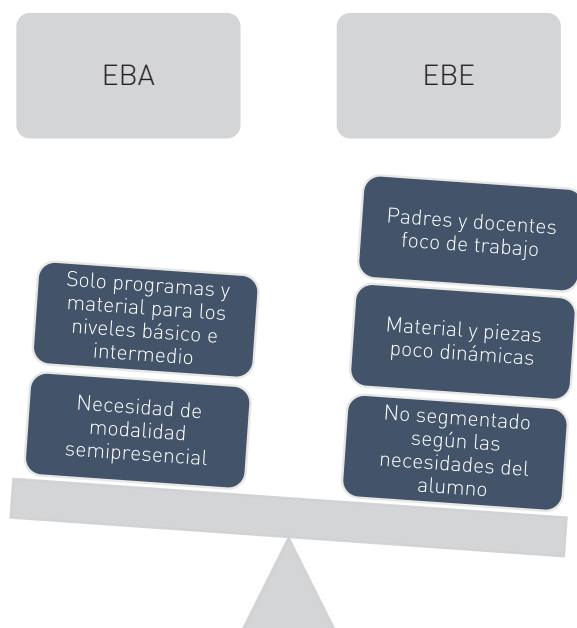 EBA
EBE
Solo programas y
material para los
niveles básico e
intermedio
Necesidad de
modalidad
semipresencial
Padres y docentes
foco de trabajo
Material y piezas
poco dinámicas
No segmentado
según las
necesidades del
alumno